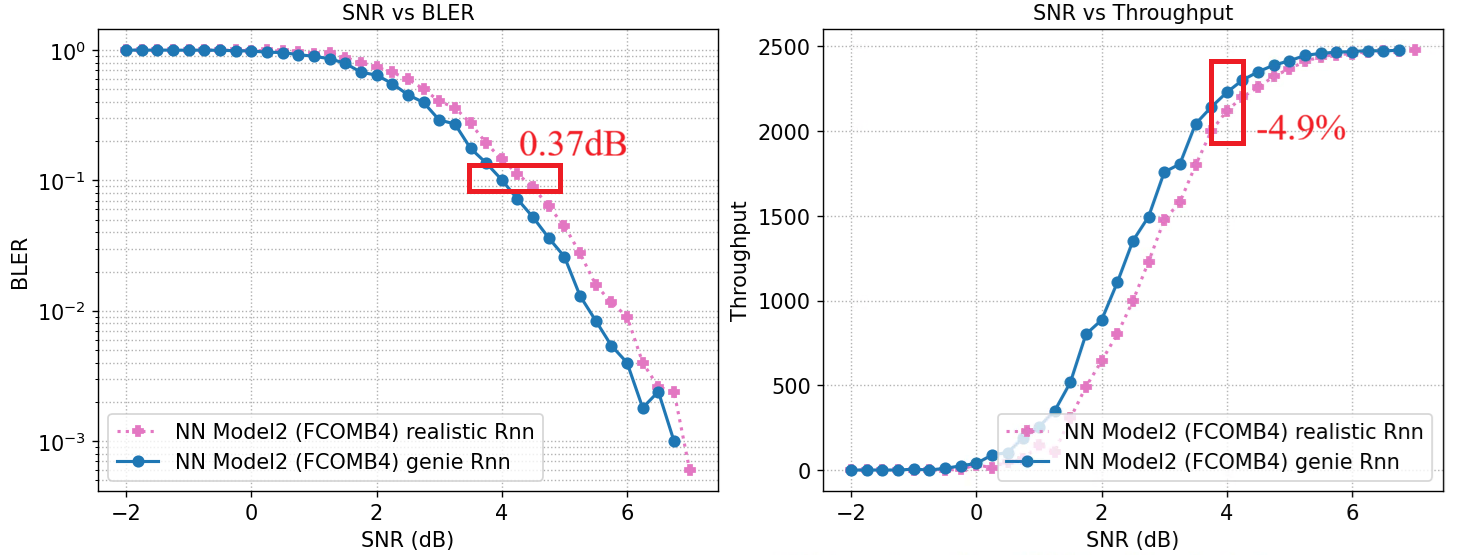 SNR vs BLER
BLER
10⁰
10⁻¹
10⁻²
10⁻³
0.37dB
NN Model2 (FCOMB4) realistic Rnn
NN Model2 (FCOMB4) genie Rnn
−2 0 2 4 6
SNR (dB)
SNR vs Throughput
Throughput
2500
2000
1500
1000
500
0
-4.9%
NN Model2 (FCOMB4) realistic Rnn
NN Model2 (FCOMB4) genie Rnn
−2 0 2 4 6
SNR (dB)